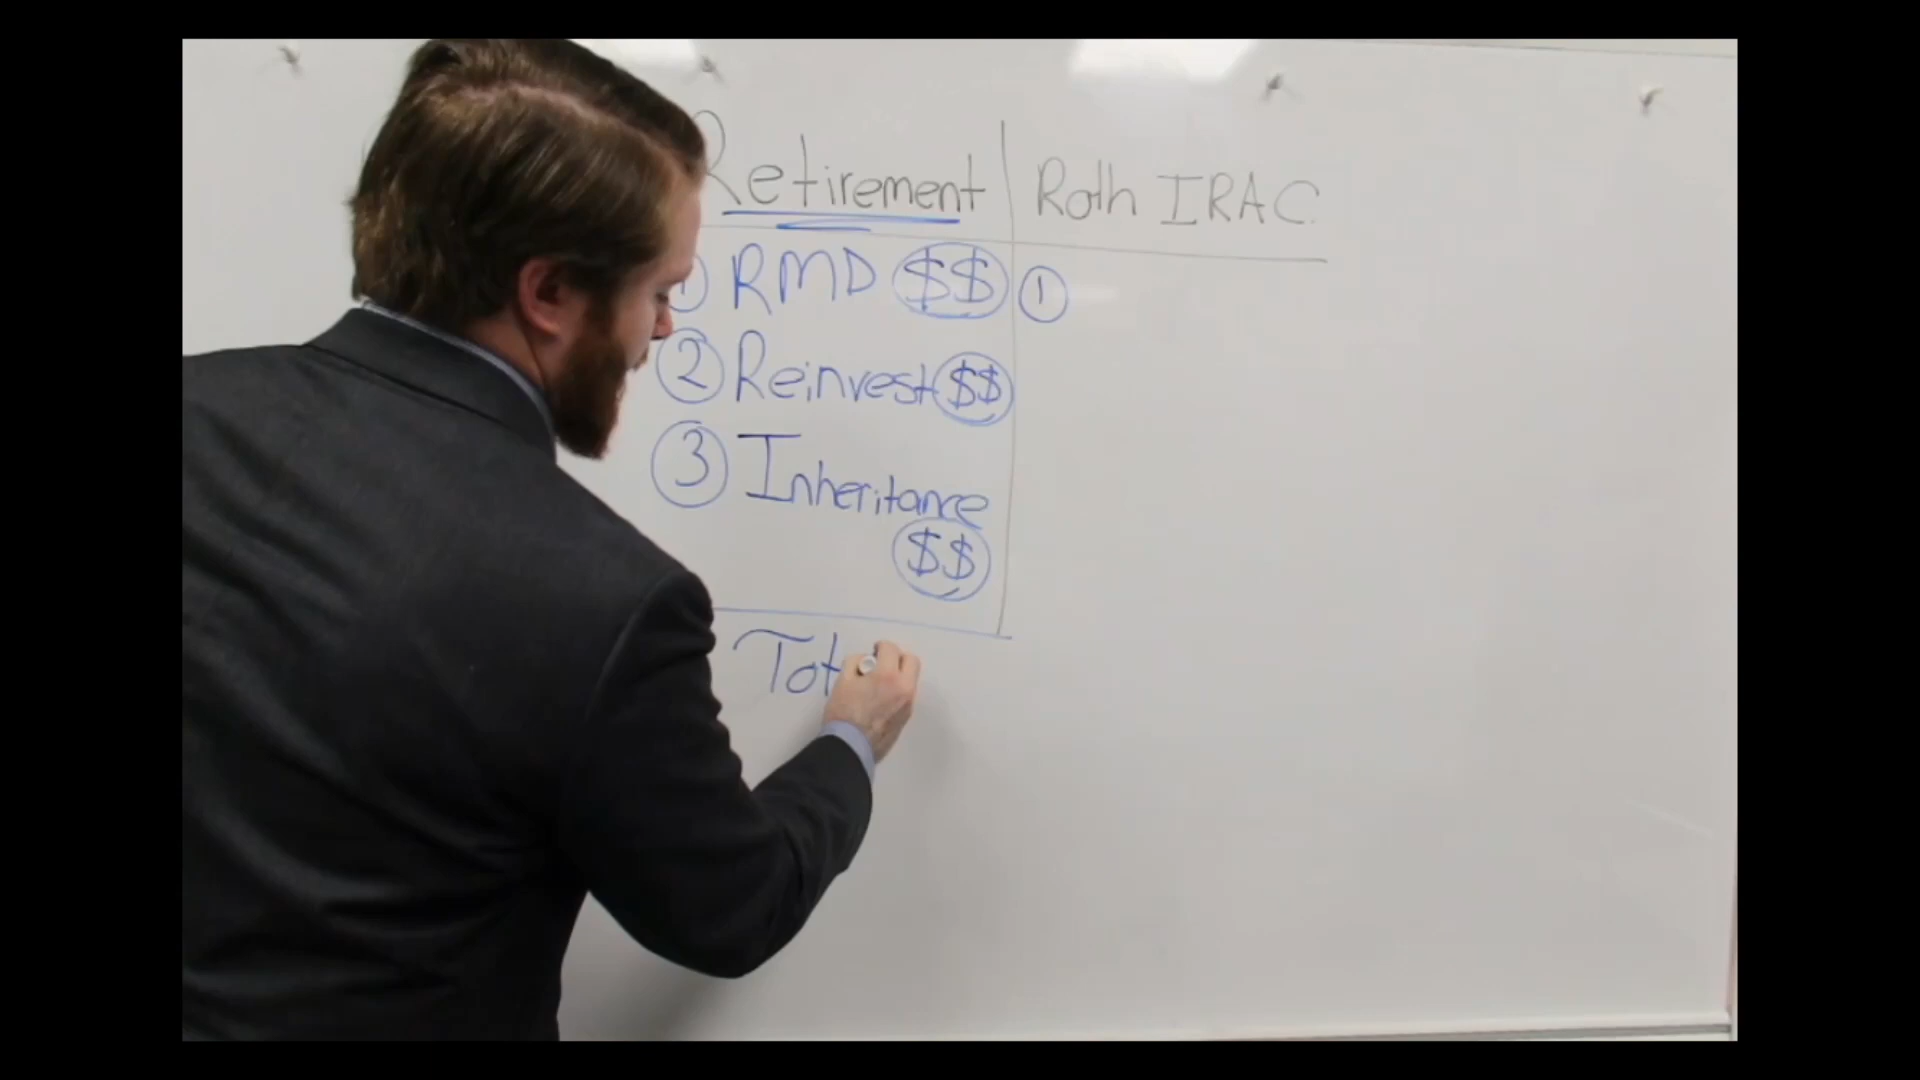 Retirement | Roth IRAC
① RMD $$ ①
② Reinvest $$
③ Inheritance
$$
Tot